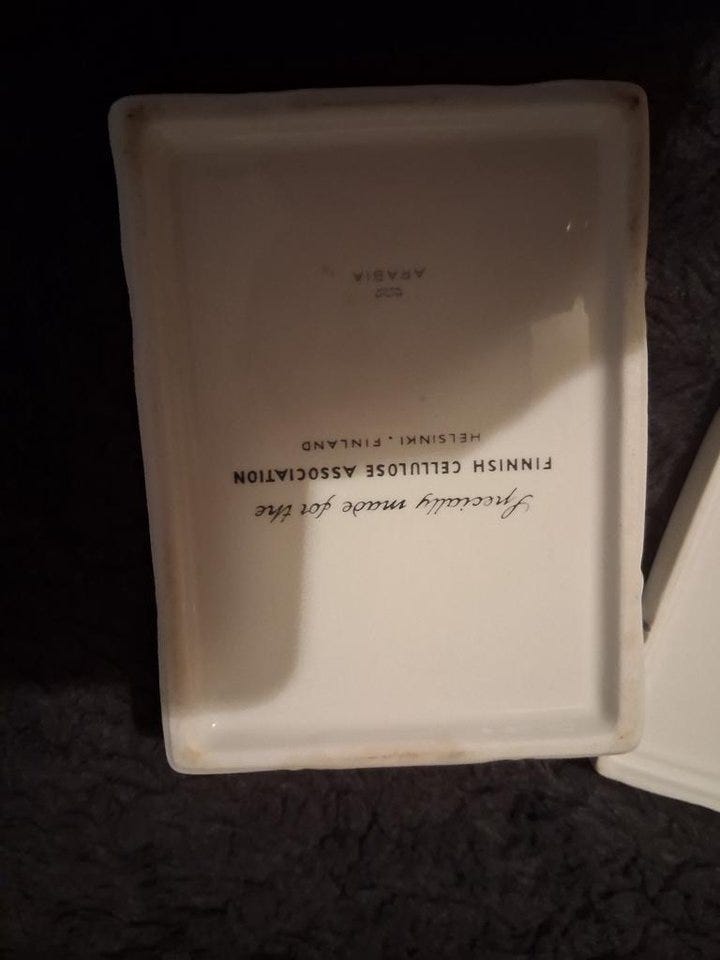 Specially made for the
FINNISH CELLULOSE ASSOCIATION
HELSINKI . FINLAND
ARABIA